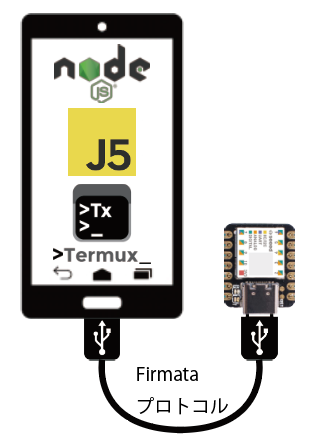 node
JS
J5
>Tx
>_
>Termux_
Firmata
プロトコル